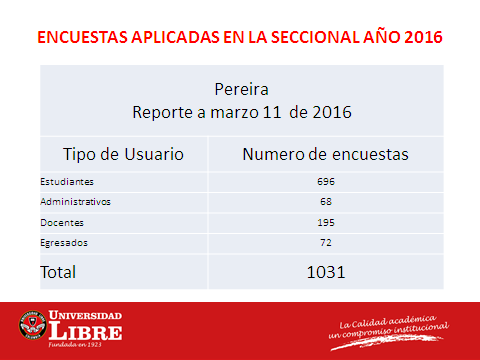 ENCUESTAS APLICADAS EN LA SECCIONAL AÑO 2016
Pereira
Reporte a marzo 11 de 2016
Tipo de Usuario Numero de encuestas
Estudiantes 696
Administrativos 68
Docentes 195
Egresados 72
Total 1031
UNIVERSIDAD
LIBRE
Fundada en 1923
La Calidad académica
un compromiso institucional